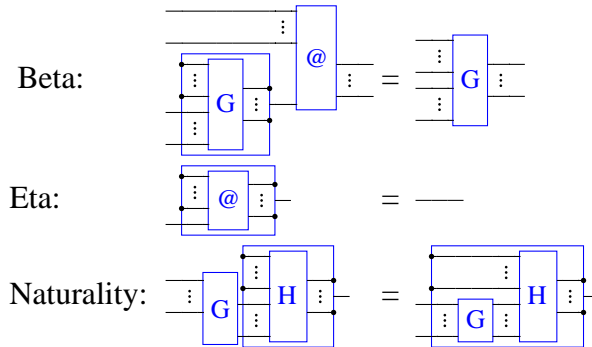 Beta: G @ = G
Eta: @ =
Naturality: G H = G H